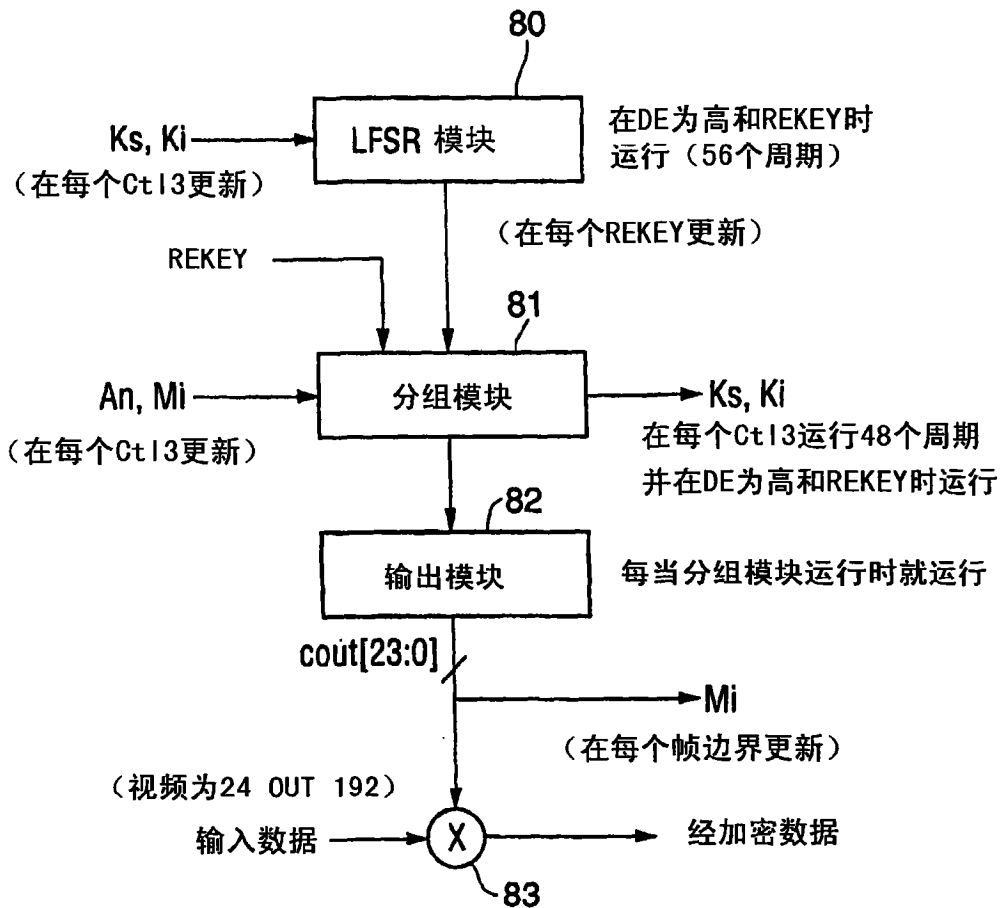 80
Ks, Ki
（在每个Ctl3更新）
LFSR 模块
在DE为高和REKEY时
运行（56个周期）
（在每个REKEY更新）
REKEY
81
An, Mi
（在每个Ctl3更新）
分组模块
Ks, Ki
在每个Ctl3运行48个周期
并在DE为高和REKEY时运行
82
输出模块
每当分组模块运行时就运行
cout[23:0]
Mi
（在每个帧边界更新）
（视频为24 OUT 192）
输入数据
X
经加密数据
83